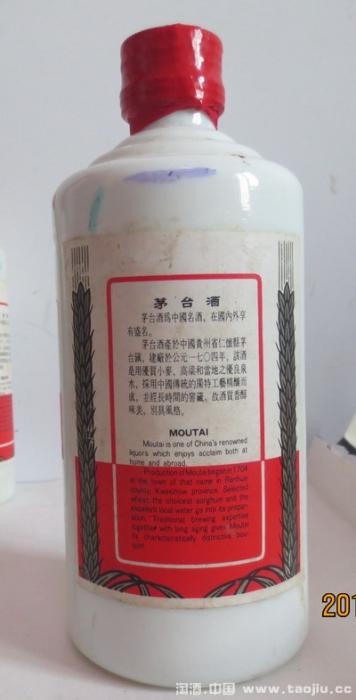 茅台酒
茅台酒為中國名酒，在國內外享
有盛名。
茅台酒產於中國貴州省仁懷縣茅
台鎮，建廠於公元一七〇四年，該酒
是用優質小麥、高粱和當地之優良泉
水，採用中國傳統的獨特工藝精釀而
成，並經長時間的窖藏，故酒質香醇
味美，別具風格。
MOUTAI
Moutai is one of China's renowned
liquors which enjoys acclaim both at
home and abroad.
Production of Moutai began in 1704
at the town of that name in Renhuai
county, Kweichow province. Selected
wheat, the choicest sorghum and the
excellent local water go into its prepar-
ation. Traditional brewing expertise
together with long aging gives Moutai
its characteristically distinctive bou-
quet.
201
淘酒.中国 www.taojiu.cc